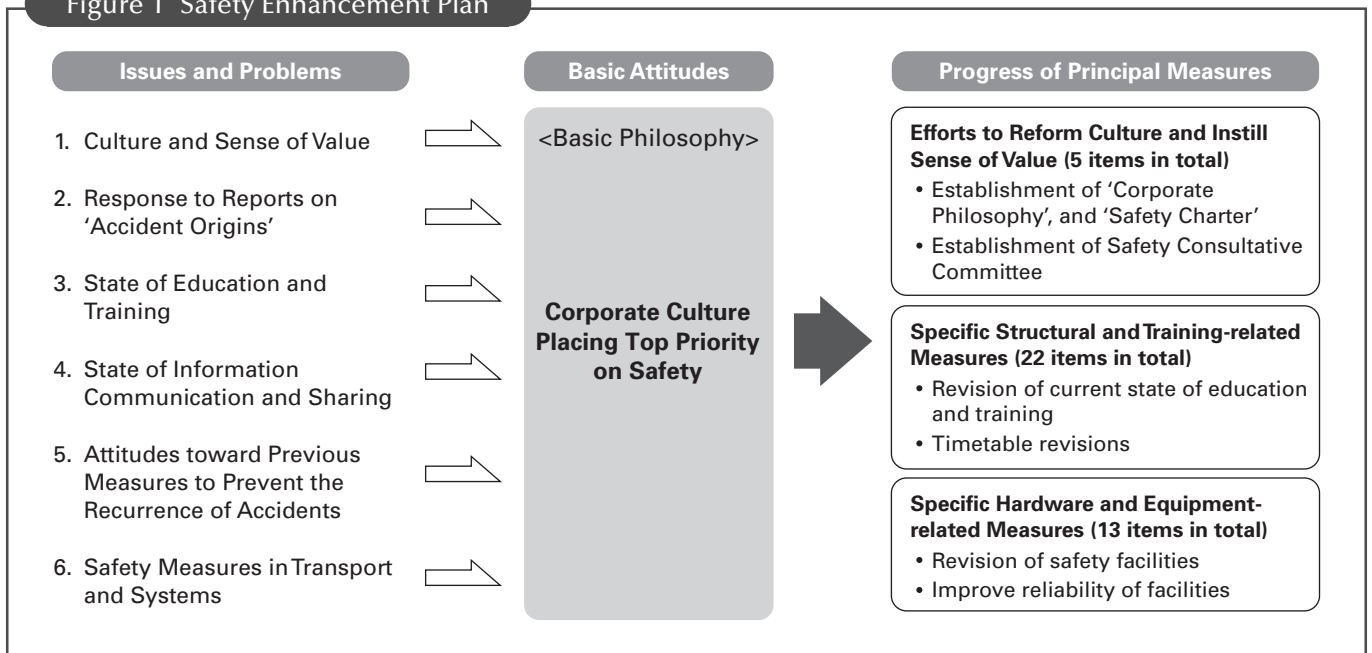 Figure 1 Safety Enhancement Plan
Issues and Problems
1. Culture and Sense of Value
2. Response to Reports on
'Accident Origins'
3. State of Education and
Training
4. State of Information
Communication and Sharing
5. Attitudes toward Previous
Measures to Prevent the
Recurrence of Accidents
6. Safety Measures in Transport
and Systems
Basic Attitudes
<Basic Philosophy>
Corporate Culture
Placing Top Priority
on Safety
Progress of Principal Measures
Efforts to Reform Culture and Instill
Sense of Value (5 items in total)
• Establishment of 'Corporate
Philosophy', and 'Safety Charter'
• Establishment of Safety Consultative
Committee
Specific Structural and Training-related
Measures (22 items in total)
• Revision of current state of education
and training
• Timetable revisions
Specific Hardware and Equipment-
related Measures (13 items in total)
• Revision of safety facilities
• Improve reliability of facilities